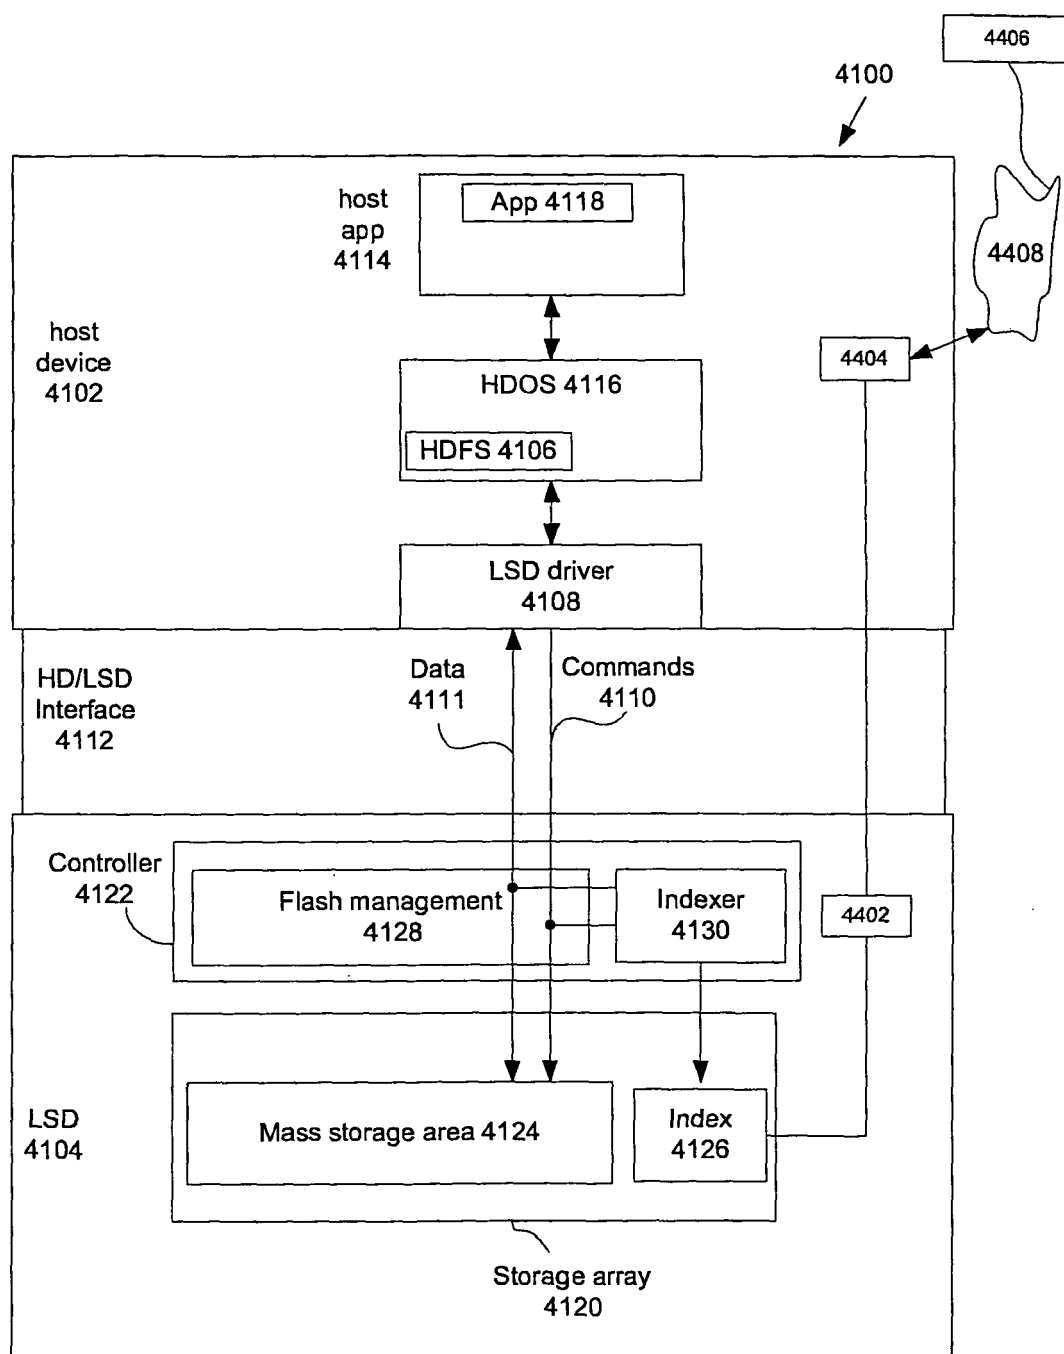 4406
4100
host
app
4114
App 4118
4408
host
device
4102
HDOS 4116
HDFS 4106
4404
LSD driver
4108
HD/LSD
Interface
4112
Data
4111
Commands
4110
Controller
4122
Flash management
4128
Indexer
4130
4402
LSD
4104
Mass storage area 4124
Index
4126
Storage array
4120